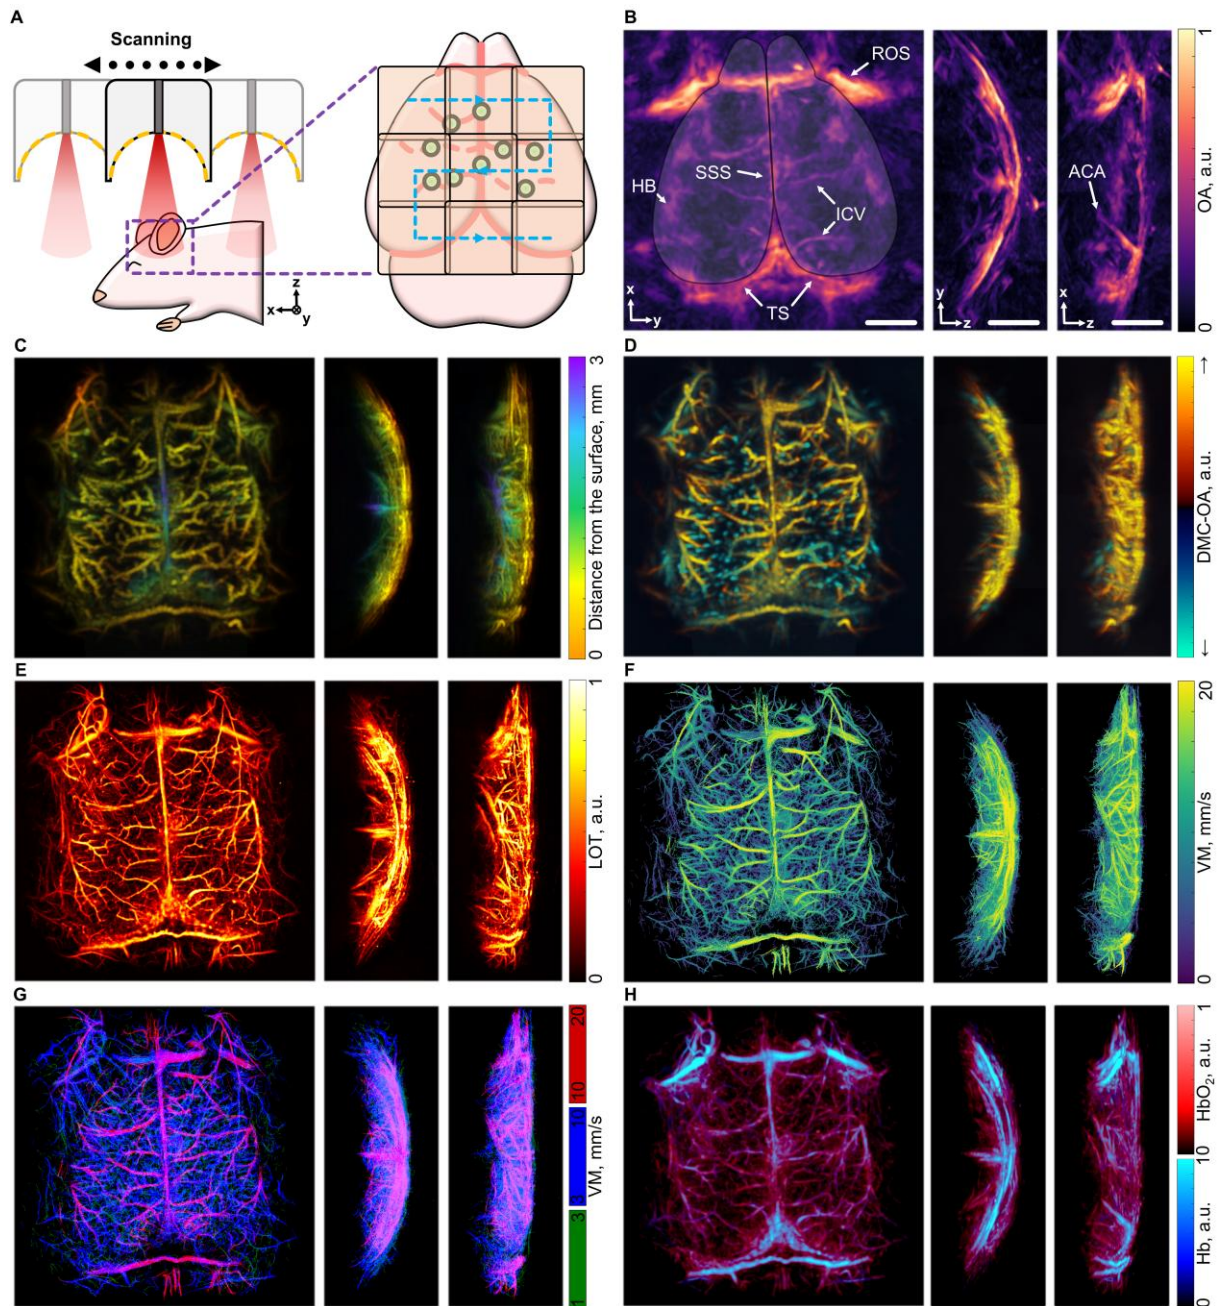 A
Scanning
z
x
y
B
ROS
SSS
HB
ICV
TS
x
y
y
z
ACA
x
z
0 OA, a.u. 1
C
0 Distance from the surface, mm 3
D
← DMC-OA, a.u. →
E
0 LOT, a.u. 1
F
0 VM, mm/s 20
G
10 20
3 10
1 3
VM, mm/s
H
0 HbO₂, a.u. 1
0 Hb, a.u. 1